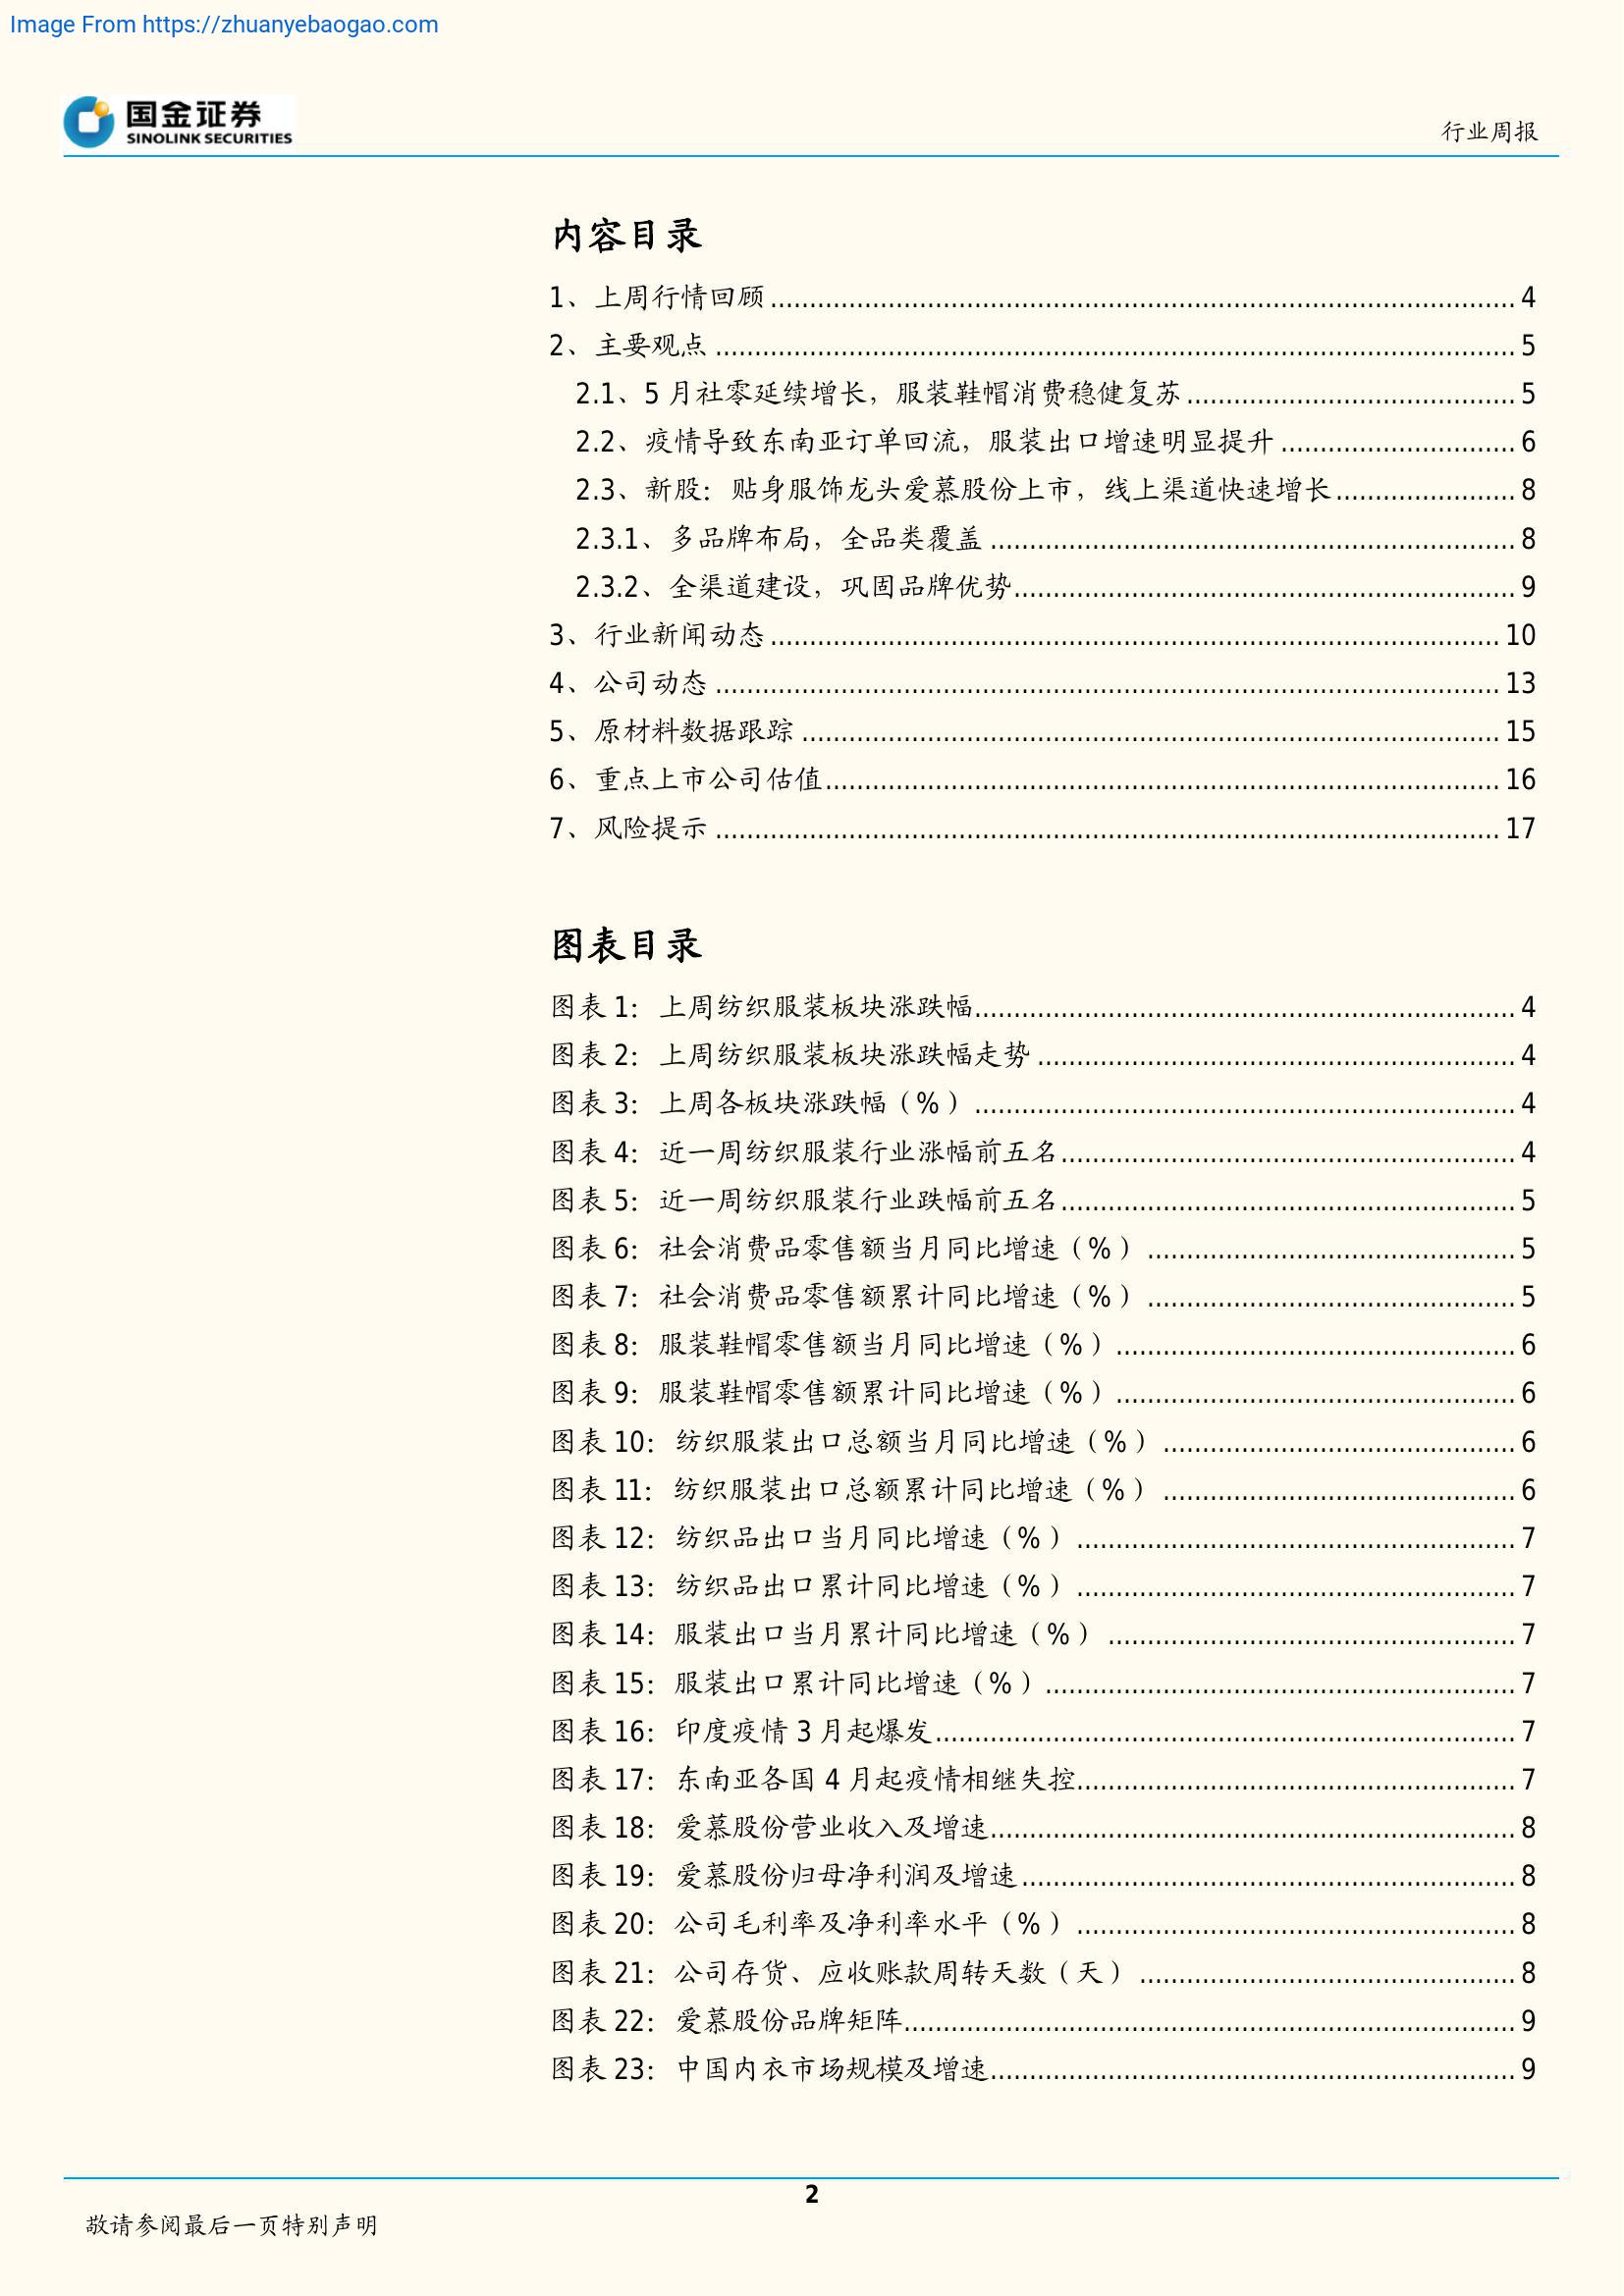 Image From https://zhuanyebaogao.com
国金证券
SINOLINK SECURITIES
行业周报
内容目录
1、上周行情回顾 4
2、主要观点 5
2.1、5 月社零延续增长，服装鞋帽消费稳健复苏 5
2.2、疫情导致东南亚订单回流，服装出口增速明显提升 6
2.3、新股：贴身服饰龙头爱慕股份上市，线上渠道快速增长 8
2.3.1、多品牌布局，全品类覆盖 8
2.3.2、全渠道建设，巩固品牌优势 9
3、行业新闻动态 10
4、公司动态 13
5、原材料数据跟踪 15
6、重点上市公司估值 16
7、风险提示 17
图表目录
图表 1：上周纺织服装板块涨跌幅 4
图表 2：上周纺织服装板块涨跌幅走势 4
图表 3：上周各板块涨跌幅（%） 4
图表 4：近一周纺织服装行业涨幅前五名 4
图表 5：近一周纺织服装行业跌幅前五名 5
图表 6：社会消费品零售额当月同比增速（%） 5
图表 7：社会消费品零售额累计同比增速（%） 5
图表 8：服装鞋帽零售额当月同比增速（%） 6
图表 9：服装鞋帽零售额累计同比增速（%） 6
图表 10：纺织服装出口总额当月同比增速（%） 6
图表 11：纺织服装出口总额累计同比增速（%） 6
图表 12：纺织品出口当月同比增速（%） 7
图表 13：纺织品出口累计同比增速（%） 7
图表 14：服装出口当月累计同比增速（%） 7
图表 15：服装出口累计同比增速（%） 7
图表 16：印度疫情 3 月起爆发 7
图表 17：东南亚各国 4 月起疫情相继失控 7
图表 18：爱慕股份营业收入及增速 8
图表 19：爱慕股份归母净利润及增速 8
图表 20：公司毛利率及净利率水平（%） 8
图表 21：公司存货、应收账款周转天数（天） 8
图表 22：爱慕股份品牌矩阵 9
图表 23：中国内衣市场规模及增速 9
2
敬请参阅最后一页特别声明